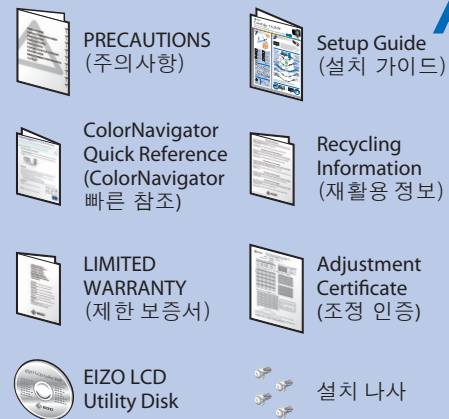 PRECAUTIONS
(주의사항)
Setup Guide
(설치 가이드)
ColorNavigator
Quick Reference
(ColorNavigator
빠른 참조)
Recycling
Information
(재활용 정보)
LIMITED
WARRANTY
(제한 보증서)
Adjustment
Certificate
(조정 인증)
EIZO LCD
Utility Disk
설치 나사